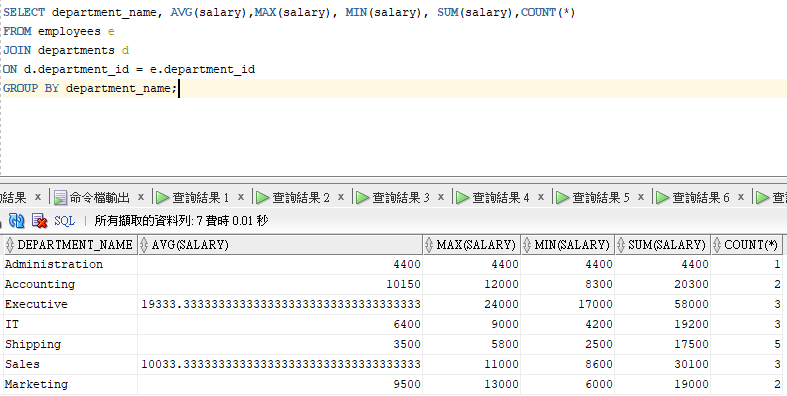 SELECT department_name, AVG(salary),MAX(salary), MIN(salary), SUM(salary),COUNT(*)
FROM employees e
JOIN departments d
ON d.department_id = e.department_id
GROUP BY department_name;
結果 x 命令檔輸出 x 查詢結果 1 x 查詢結果 2 x 查詢結果 3 x 查詢結果 4 x 查詢結果 5 x 查詢結果 6 x 查詢
SQL | 所有擷取的資料列: 7 費時 0.01 秒
DEPARTMENT_NAME AVG(SALARY) MAX(SALARY) MIN(SALARY) SUM(SALARY) COUNT(*)
Administration 4400 4400 4400 4400 1
Accounting 10150 12000 8300 20300 2
Executive 19333.3333333333333333333333333333333333 24000 17000 58000 3
IT 6400 9000 4200 19200 3
Shipping 3500 5800 2500 17500 5
Sales 10033.3333333333333333333333333333333333 11000 8600 30100 3
Marketing 9500 13000 6000 19000 2